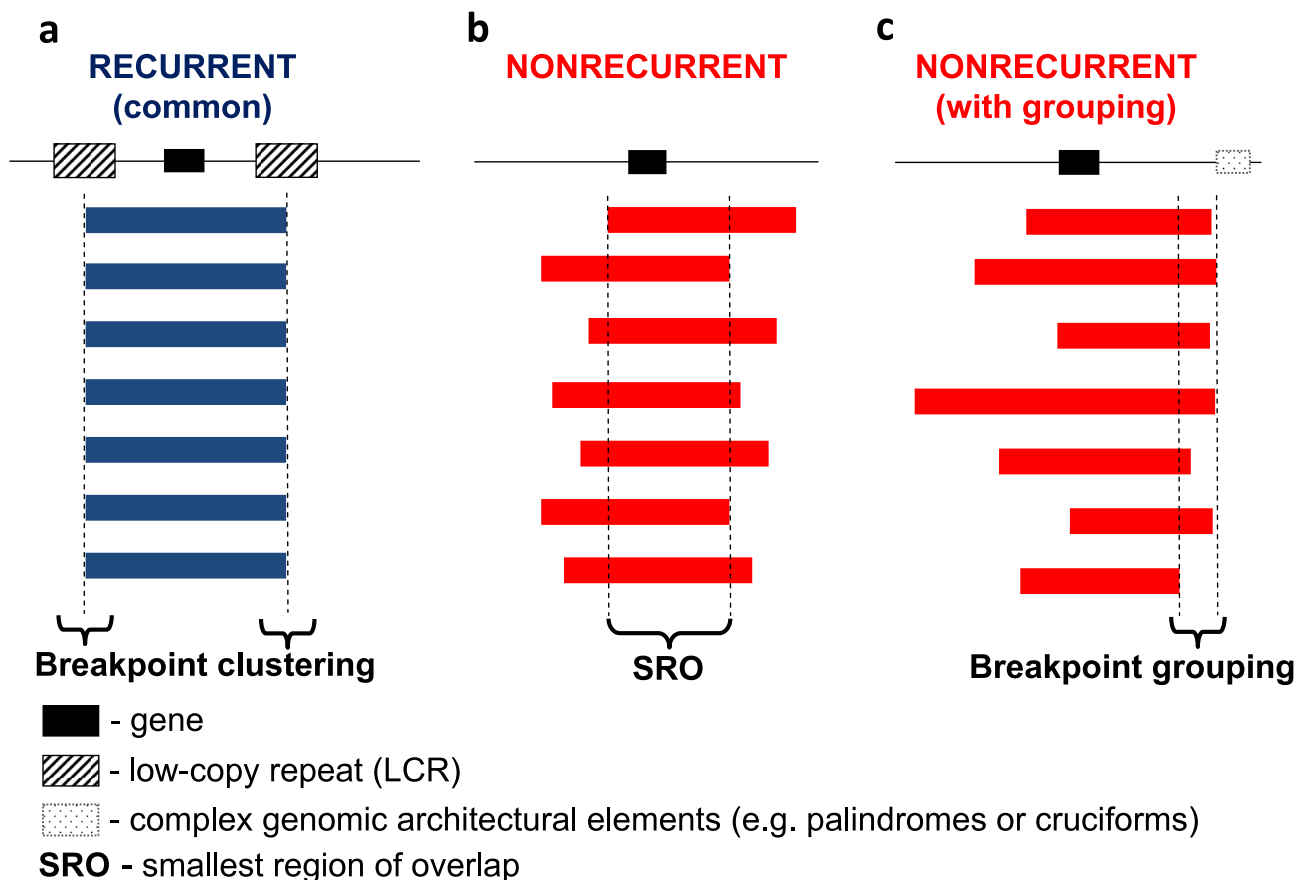 a
RECURRENT
(common)
Breakpoint clustering
b
NONRECURRENT
SRO
c
NONRECURRENT
(with grouping)
Breakpoint grouping
- gene
- low-copy repeat (LCR)
- complex genomic architectural elements (e.g. palindromes or cruciforms)
SRO - smallest region of overlap